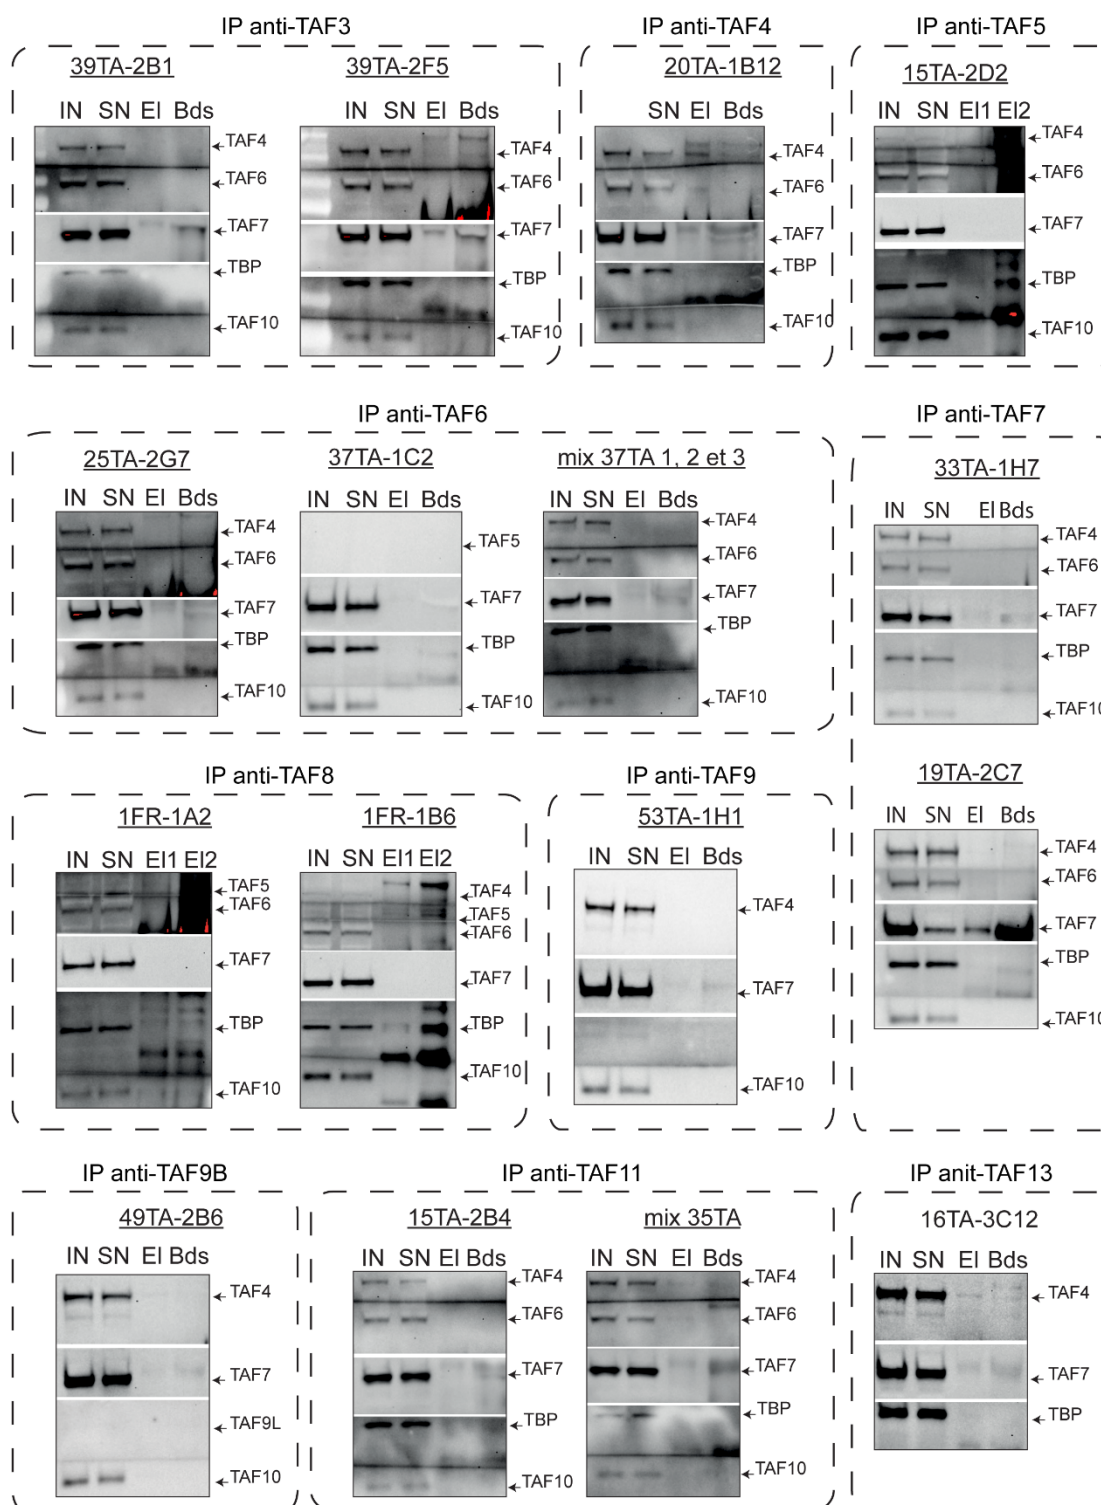 IP anti-TAF3
39TA-2B1
IN SN El
TAF4
TAF6
TAF7
TBP
TAF10
39TA-2F5
IN SN El Bds
TAF4
TAF6
TAF7
TBP
TAF10
IP anti-TAF4
20TA-1B12
SN El Bds
TAF4
TAF6
TAF7
TBP
TAF10
IP anti-TAF5
15TA-2D2
IN SN El1 El2
TAF4
TAF6
TAF7
TBP
TAF10
IP anti-TAF6
25TA-2G7
IN SN El Bds
TAF4
TAF6
TAF7
TBP
TAF10
37TA-1C2
IN SN El Bds
TAF5
TAF7
TBP
TAF10
mix 37TA 1, 2 et 3
IN SN El Bds
TAF4
TAF6
TAF7
TBP
TAF10
IP anti-TAF7
33TA-1H7
IN SN El Bds
TAF4
TAF6
TAF7
TBP
TAF10
19TA-2C7
IN SN El Bds
TAF4
TAF6
TAF7
TBP
TAF10
IP anti-TAF8
1FR-1A2
IN SN El1 El2
TAF5
TAF6
TAF7
TBP
TAF10
1FR-1B6
IN SN El1 El2
TAF4
TAF5
TAF6
TAF7
TBP
TAF10
IP anti-TAF9
53TA-1H1
IN SN El Bds
TAF4
TAF7
TAF10
IP anti-TAF9B
49TA-2B6
IN SN El Bds
TAF4
TAF7
TAF9L
TAF10
IP anti-TAF11
15TA-2B4
IN SN El Bds
TAF4
TAF6
TAF7
TBP
TAF10
mix 35TA
IN SN El Bds
TAF4
TAF6
TAF7
TBP
TAF10
IP anit-TAF13
16TA-3C12
IN SN El Bds
TAF4
TAF7
TBP